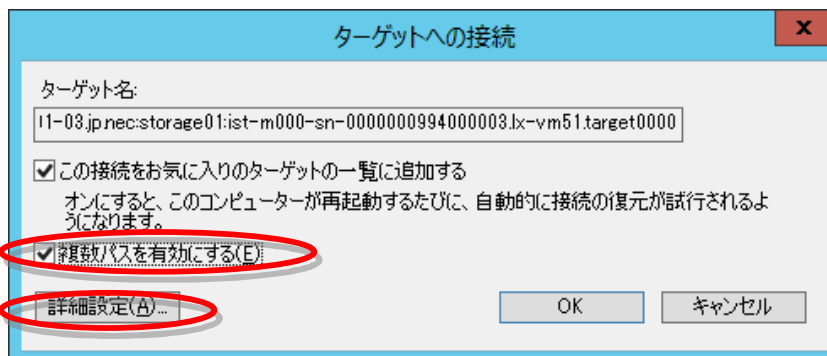 ターゲットへの接続
x
ターゲット名:
l1-03.jp.nec:storage01:ist-m000-sn-0000000994000003.lx-vm51.target0000
この接続をお気に入りのターゲットの一覧に追加する
オンにすると、このコンピューターが再起動するたびに、自動的に接続の復元が試行されるよ
うになります。
複数パスを有効にする(E)
詳細設定(A)...
OK
キャンセル